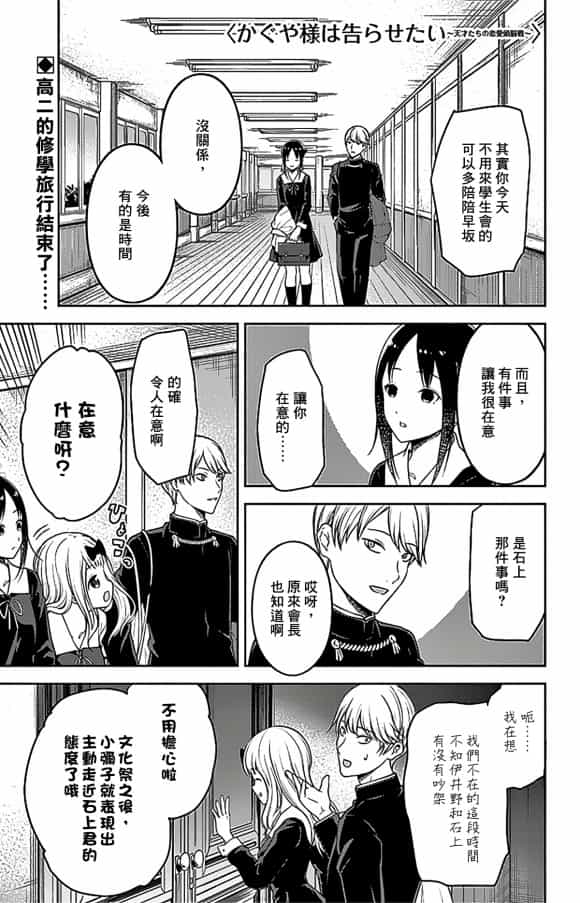 〈かぐや様は告らせたい～天才たちの恋愛頭脳戦～〉
◆高二的修學旅行結束了……
其實你今天
不用來學生會的
可以多陪陪早坂
沒關係，
今後
有的是時間
而且，
有件事
讓我很在意
讓你
在意的…
的確
令人在意啊
在意
什麼呀？
ひょこ
是石上
那件事嗎？
哎呀，
原來會長
也知道啊
呃……
我在想
我們不在的這段時間
不知伊井野和石上
有沒有吵架
不用擔心啦
文化祭之後，
小彌子就表現出
主動走近石上君的
態度了哦